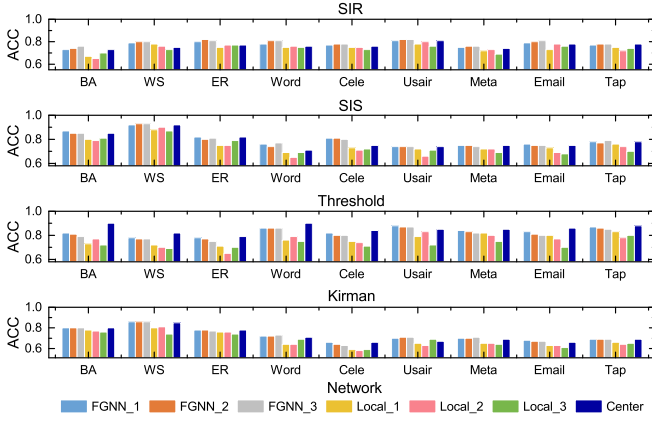 SIR
ACC
1.0
0.8
0.6
BA WS ER Word Cele Usair Meta Email Tap
SIS
ACC
1.0
0.8
0.6
BA WS ER Word Cele Usair Meta Email Tap
Threshold
ACC
1.0
0.8
0.6
BA WS ER Word Cele Usair Meta Email Tap
Kirman
ACC
1.0
0.8
0.6
BA WS ER Word Cele Usair Meta Email Tap
Network
FGNN_1 FGNN_2 FGNN_3 Local_1 Local_2 Local_3 Center